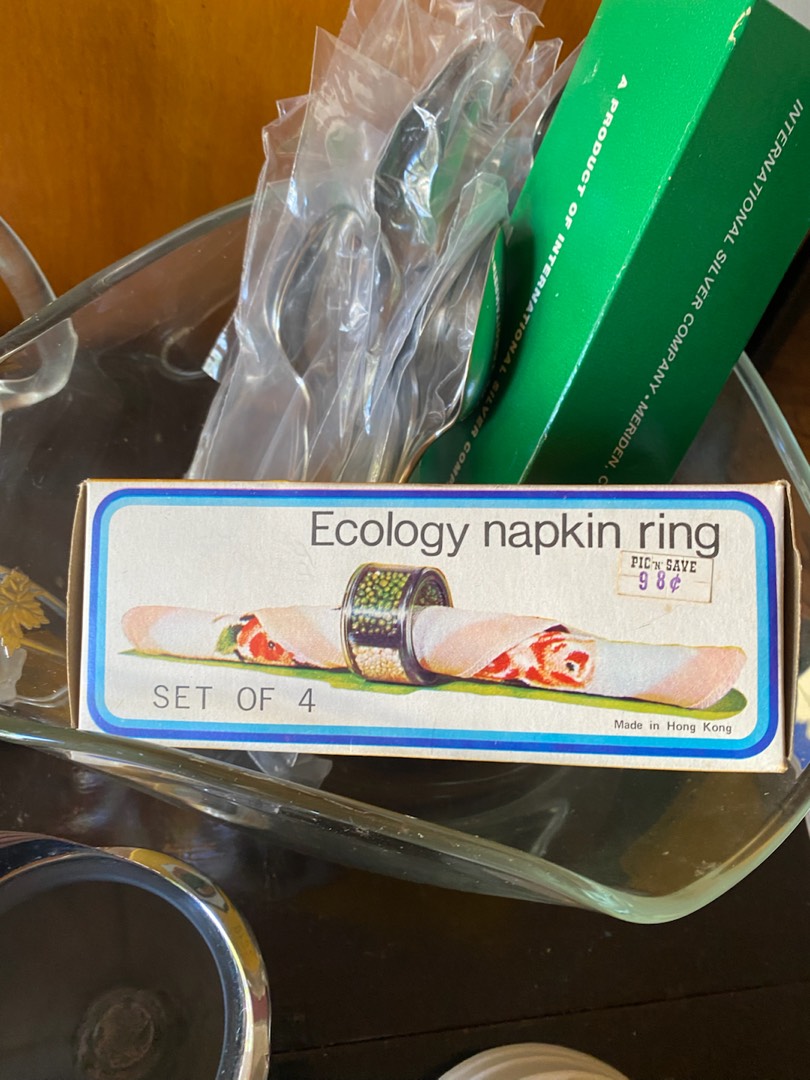 A PRODUCT OF INTERNATIONAL SILVER COMP
INTERNATIONAL SILVER COMPANY • MERIDEN, C
Ecology napkin ring
PIC 'N' SAVE
98¢
SET OF 4
Made in Hong Kong